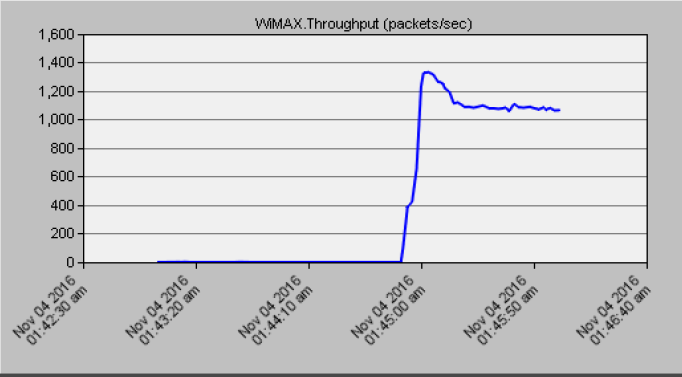 WiMAX.Throughput (packets/sec)
1,600
1,400
1,200
1,000
800
600
400
200
0
Nov 04 2016
01:42:30 am
Nov 04 2016
01:43:20 am
Nov 04 2016
01:44:10 am
Nov 04 2016
01:45:00 am
Nov 04 2016
01:45:50 am
Nov 04 2016
01:46:40 am